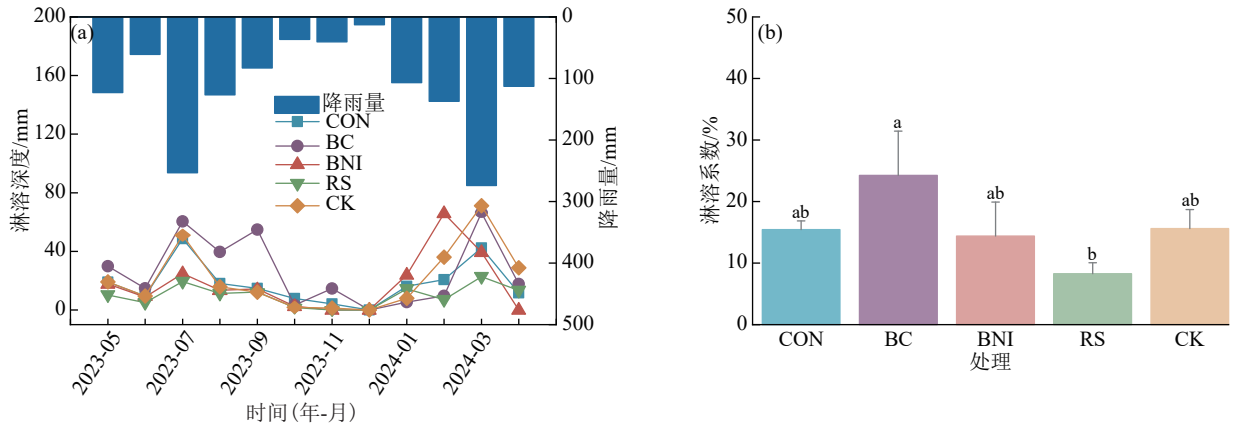 (a)
200
160
120
80
40
0
淋溶深度/mm
0
100
200
300
400
500
降雨量/mm
降雨量
CON
BC
BNI
RS
CK
2023-05
2023-07
2023-09
2023-11
2024-01
2024-03
时间(年-月)
(b)
50
40
30
20
10
0
淋溶系数/%
ab
a
ab
b
ab
CON
BC
BNI
RS
CK
处理